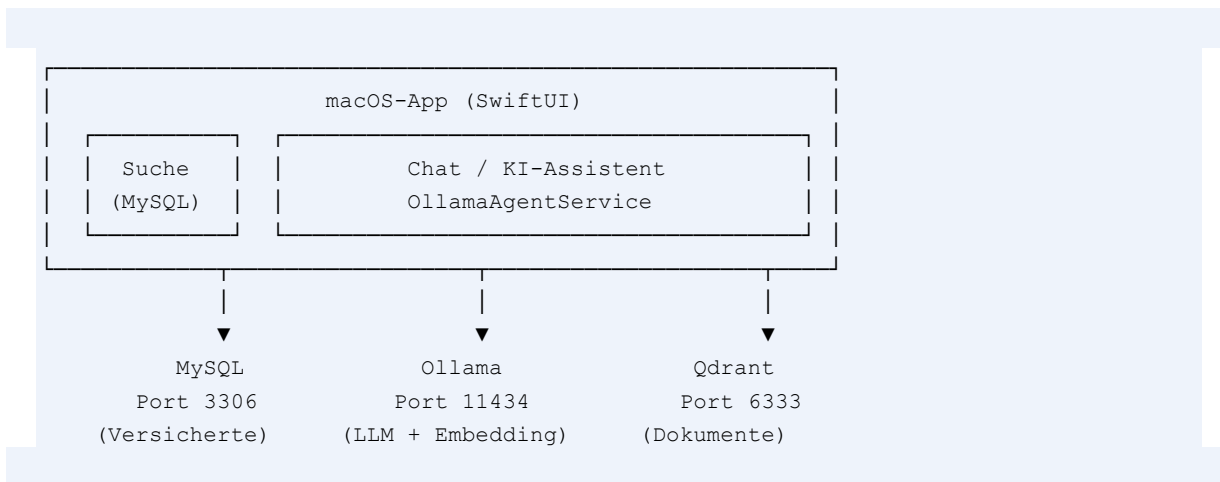 macOS-App (SwiftUI)
Suche Chat / KI-Assistent
(MySQL) OllamaAgentService
MySQL Ollama Qdrant
Port 3306 Port 11434 Port 6333
(Versicherte) (LLM + Embedding) (Dokumente)